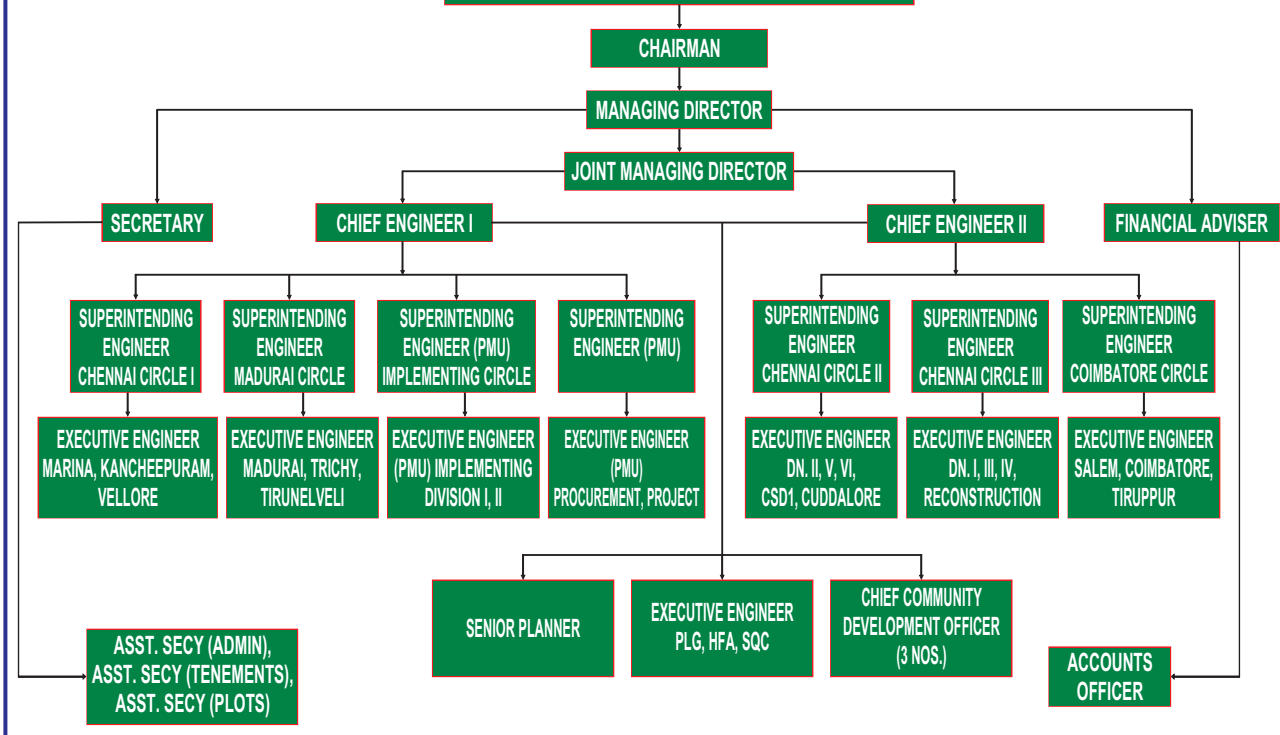 CHAIRMAN
MANAGING DIRECTOR
JOINT MANAGING DIRECTOR
SECRETARY
CHIEF ENGINEER I
CHIEF ENGINEER II
FINANCIAL ADVISER
SUPERINTENDING
ENGINEER
CHENNAI CIRCLE I
SUPERINTENDING
ENGINEER
MADURAI CIRCLE
SUPERINTENDING
ENGINEER (PMU)
IMPLEMENTING CIRCLE
SUPERINTENDING
ENGINEER (PMU)
SUPERINTENDING
ENGINEER
CHENNAI CIRCLE II
SUPERINTENDING
ENGINEER
CHENNAI CIRCLE III
SUPERINTENDING
ENGINEER
COIMBATORE CIRCLE
EXECUTIVE ENGINEER
MARINA, KANCHEEPURAM,
VELLORE
EXECUTIVE ENGINEER
MADURAI, TRICHY,
TIRUNELVELI
EXECUTIVE ENGINEER
(PMU) IMPLEMENTING
DIVISION I, II
EXECUTIVE ENGINEER
(PMU)
PROCUREMENT, PROJECT
EXECUTIVE ENGINEER
DN. II, V, VI,
CSD1, CUDDALORE
EXECUTIVE ENGINEER
DN. I, III, IV,
RECONSTRUCTION
EXECUTIVE ENGINEER
SALEM, COIMBATORE,
TIRUPPUR
SENIOR PLANNER
EXECUTIVE ENGINEER
PLG, HFA, SQC
CHIEF COMMUNITY
DEVELOPMENT OFFICER
(3 NOS.)
ASST. SECY (ADMIN),
ASST. SECY (TENEMENTS),
ASST. SECY (PLOTS)
ACCOUNTS
OFFICER